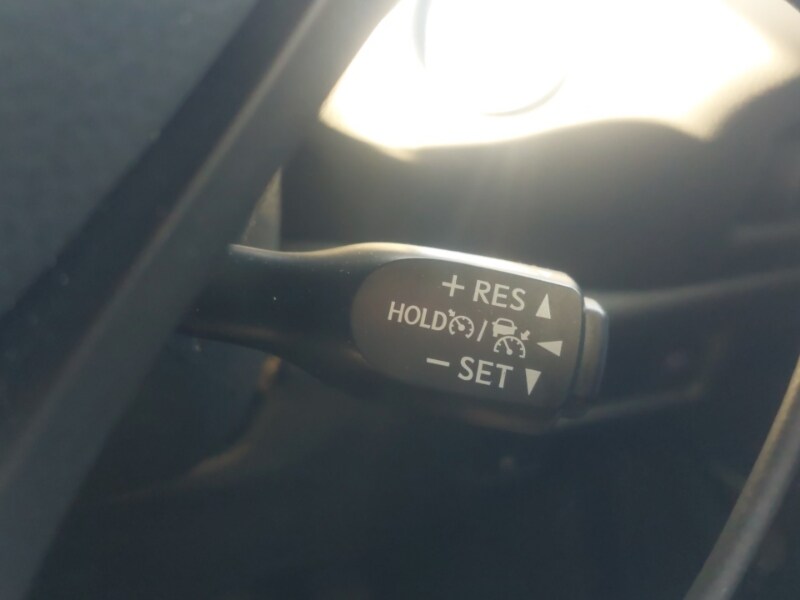 + RES
HOLD /
- SET